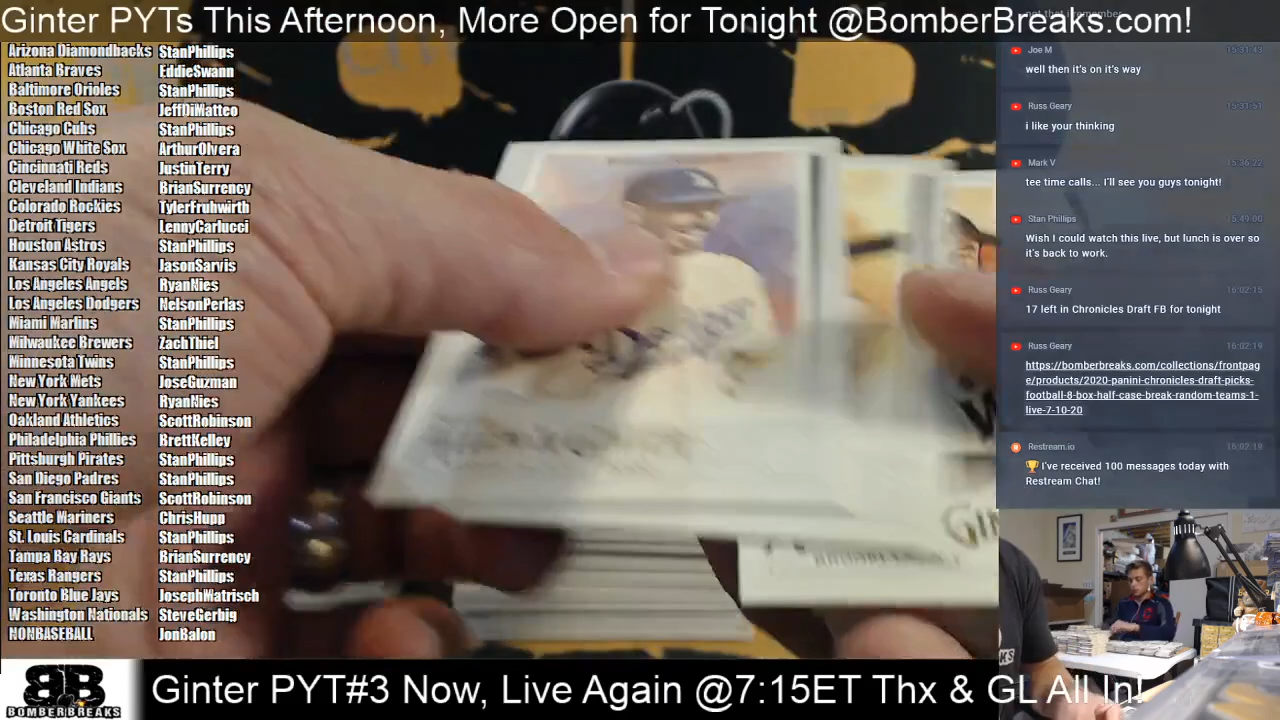 Ginter PYTs This Afternoon, More Open for Tonight @BomberBreaks.com!
Arizona Diamondbacks StanPhillips
Atlanta Braves EddieSwann
Baltimore Orioles StanPhillips
Boston Red Sox JeffDiMatteo
Chicago Cubs StanPhillips
Chicago White Sox ArthurOlvera
Cincinnati Reds JustinTerry
Cleveland Indians BrianSurrency
Colorado Rockies TylerFruhwirth
Detroit Tigers LennyCarlucci
Houston Astros StanPhillips
Kansas City Royals JasonSarvis
Los Angeles Angels RyanNies
Los Angeles Dodgers NelsonPerlas
Miami Marlins StanPhillips
Milwaukee Brewers ZachThiel
Minnesota Twins StanPhillips
New York Mets JoseGuzman
New York Yankees RyanNies
Oakland Athletics ScottRobinson
Philadelphia Phillies BrettKelley
Pittsburgh Pirates StanPhillips
San Diego Padres StanPhillips
San Francisco Giants ScottRobinson
Seattle Mariners ChrisHupp
St. Louis Cardinals StanPhillips
Tampa Ray Rays BrianSurrency
Texas Rangers StanPhillips
Toronto Blue Jays JosephWatrisch
Washington Nationals SteveGerbig
NONBASEBALL JonBalon
not that i remember
Joe M 15:31:43
well then it's on it's way
Russ Geary 15:31:51
i like your thinking
Mark V 15:36:22
tee time calls... I'll see you guys tonight!
Stan Phillips 15:49:00
Wish I could watch this live, but lunch is over so
it's back to work.
Russ Geary 16:02:15
17 left in Chronicles Draft FB for tonight
Russ Geary 16:02:19
https://bomberbreaks.com/collections/frontpag
e/products/2020-panini-chronicles-draft-picks-
football-8-box-half-case-break-random-teams-1-
live-7-10-20
Restream.io 16:02:19
🏆 I've received 100 messages today with
Restream Chat!
BB
BOMBERBREAKS
Ginter PYT#3 Now, Live Again @7:15ET Thx & GL All In!